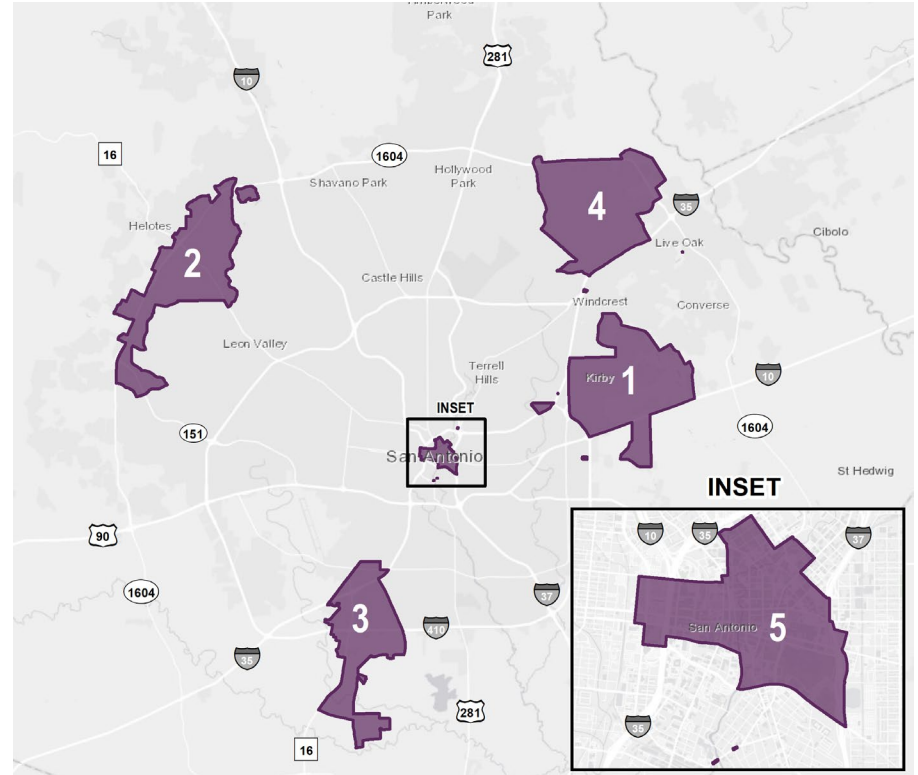 Park
281
10
16
1604
Shavano Park
Hollywood
Park
4
35
Helotes
Cibolo
Live Oak
2
Castle Hills
Windcrest
Converse
Leon Valley
Terrell
Hills
Kirby
1
10
INSET
1604
151
San Antonio
St Hedwig
INSET
90
10
35
37
1604
37
3
410
San Antonio
5
35
281
35
16